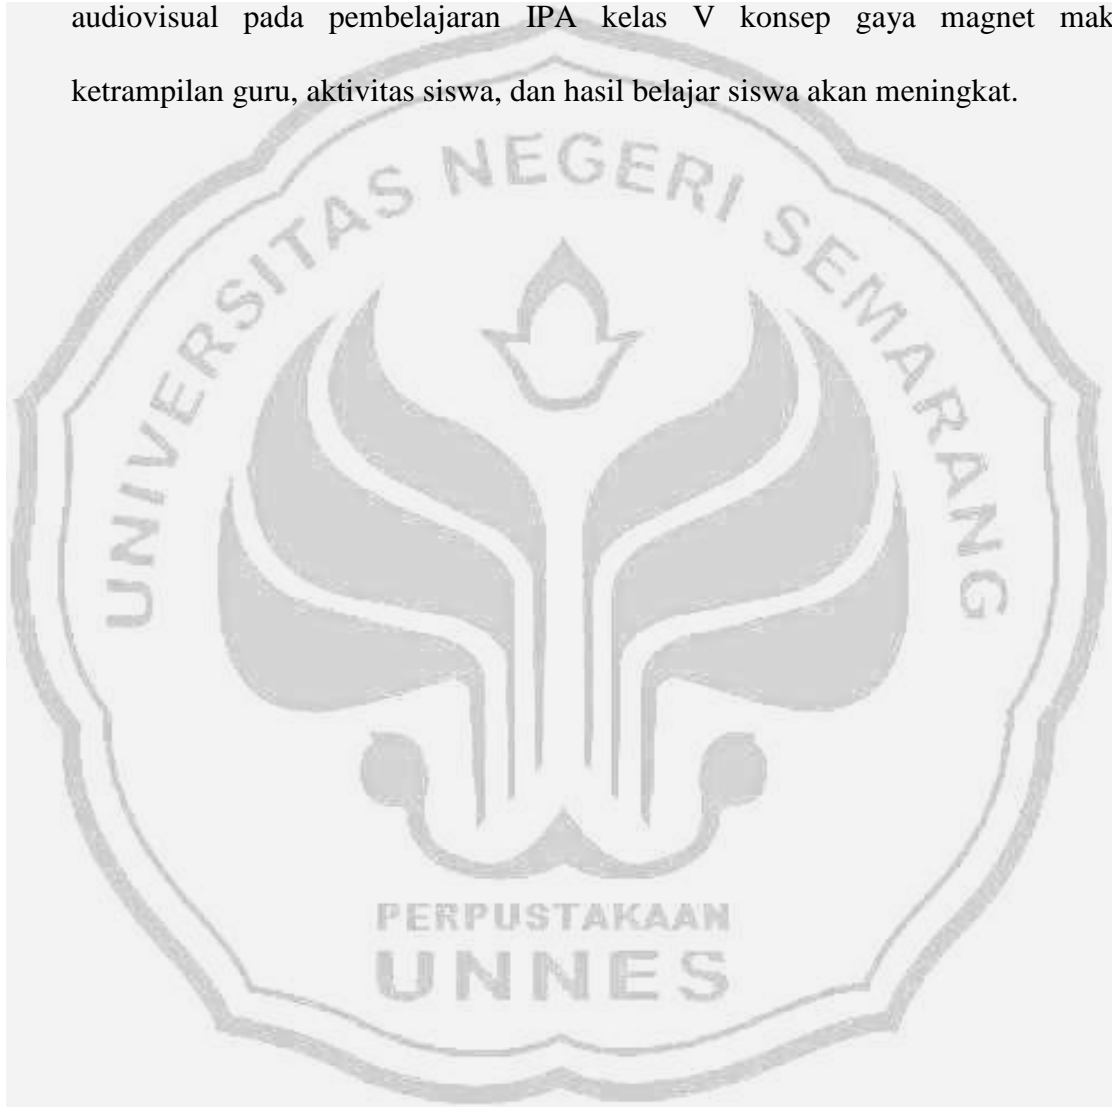 audiovisual pada pembelajaran IPA kelas V konsep gaya magnet mak
ketrampilan guru, aktivitas siswa, dan hasil belajar siswa akan meningkat.
UNIVERSITAS NEGERI SEMARANG
PERPUSTAKAAN
UNNES